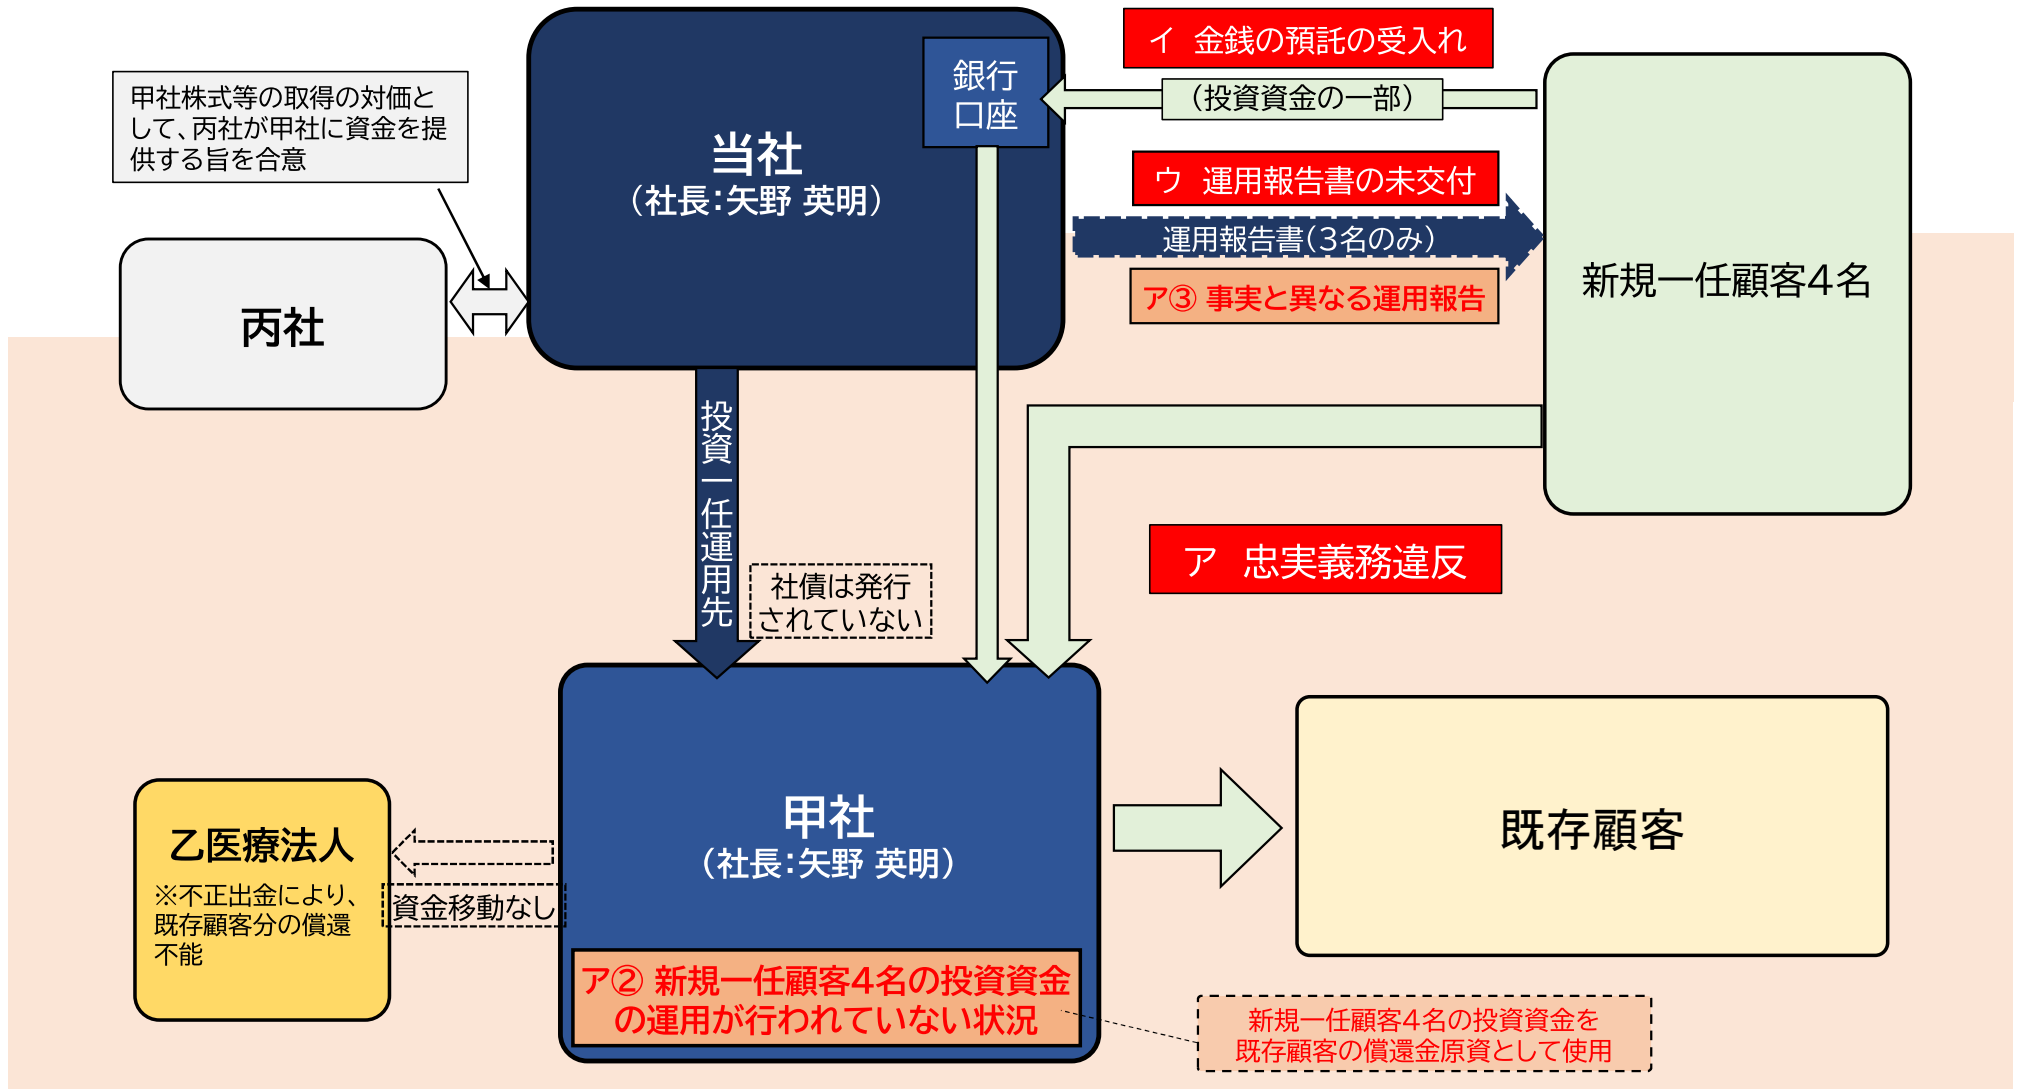 イ 金銭の預託の受入れ
銀行
口座
（投資資金の一部）
甲社株式等の取得の対価と
して、丙社が甲社に資金を提
供する旨を合意
当社
（社長：矢野 英明）
ウ 運用報告書の未交付
運用報告書（３名のみ）
ア③ 事実と異なる運用報告
新規一任顧客４名
丙社
投資一任運用先
社債は発行
されていない
ア 忠実義務違反
甲社
（社長：矢野 英明）
既存顧客
乙医療法人
※不正出金により、
既存顧客分の償還
不能
資金移動なし
ア② 新規一任顧客４名の投資資金
の運用が行われていない状況
新規一任顧客４名の投資資金を
既存顧客の償還金原資として使用